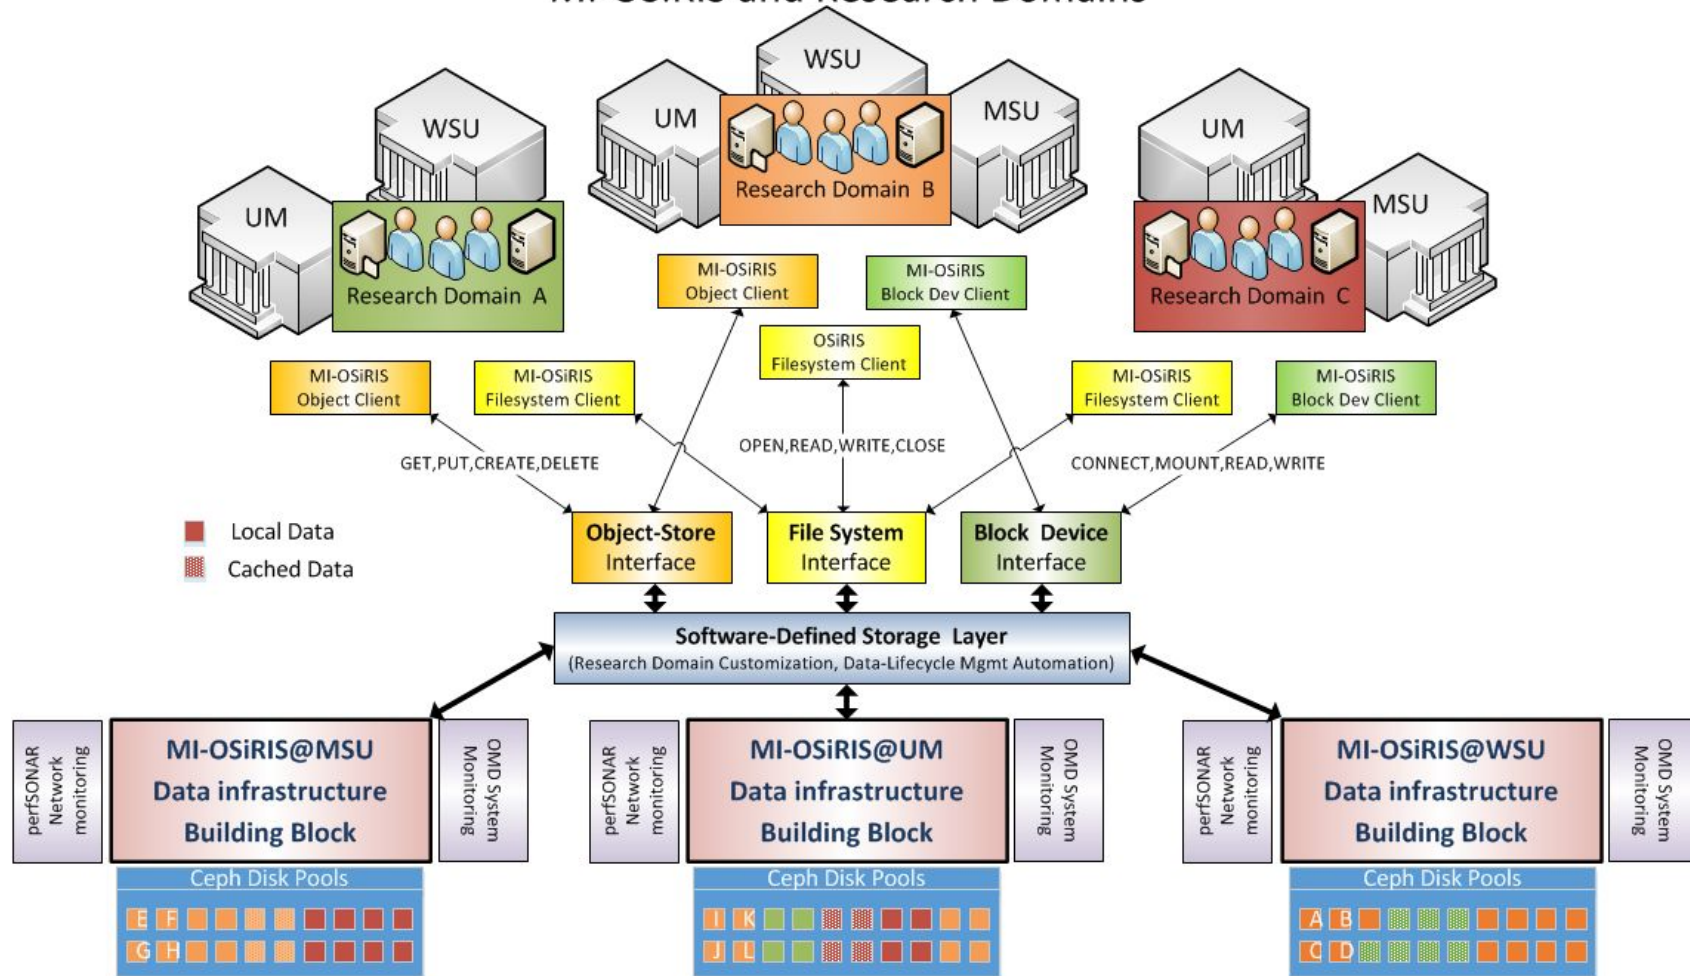 MI-OSiRIS and Research Domains
WSU
UM
MSU
WSU
UM
MSU
UM
Research Domain B
Research Domain A
Research Domain C
MI-OSiRIS
Object Client
MI-OSiRIS
Block Dev Client
OSiRIS
Filesystem Client
MI-OSiRIS
Object Client
MI-OSiRIS
Filesystem Client
MI-OSiRIS
Filesystem Client
MI-OSiRIS
Block Dev Client
GET,PUT,CREATE,DELETE
OPEN,READ,WRITE,CLOSE
CONNECT,MOUNT,READ,WRITE
Local Data
Cached Data
Object-Store
Interface
File System
Interface
Block Device
Interface
Software-Defined Storage Layer
(Research Domain Customization, Data-Lifecycle Mgmt Automation)
perfSONAR
Network
monitoring
MI-OSiRIS@MSU
Data infrastructure
Building Block
OMD System
Monitoring
perfSONAR
Network
monitoring
MI-OSiRIS@UM
Data infrastructure
Building Block
OMD System
Monitoring
perfSONAR
Network
monitoring
MI-OSiRIS@WSU
Data infrastructure
Building Block
OMD System
Monitoring
Ceph Disk Pools
E F
G H
Ceph Disk Pools
I K
J L
Ceph Disk Pools
A B
C D